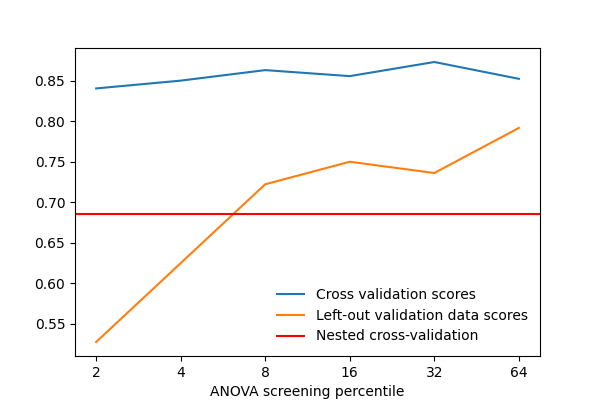 0.85
0.80
0.75
0.70
0.65
0.60
0.55
Cross validation scores
Left-out validation data scores
Nested cross-validation
2 4 8 16 32 64
ANOVA screening percentile